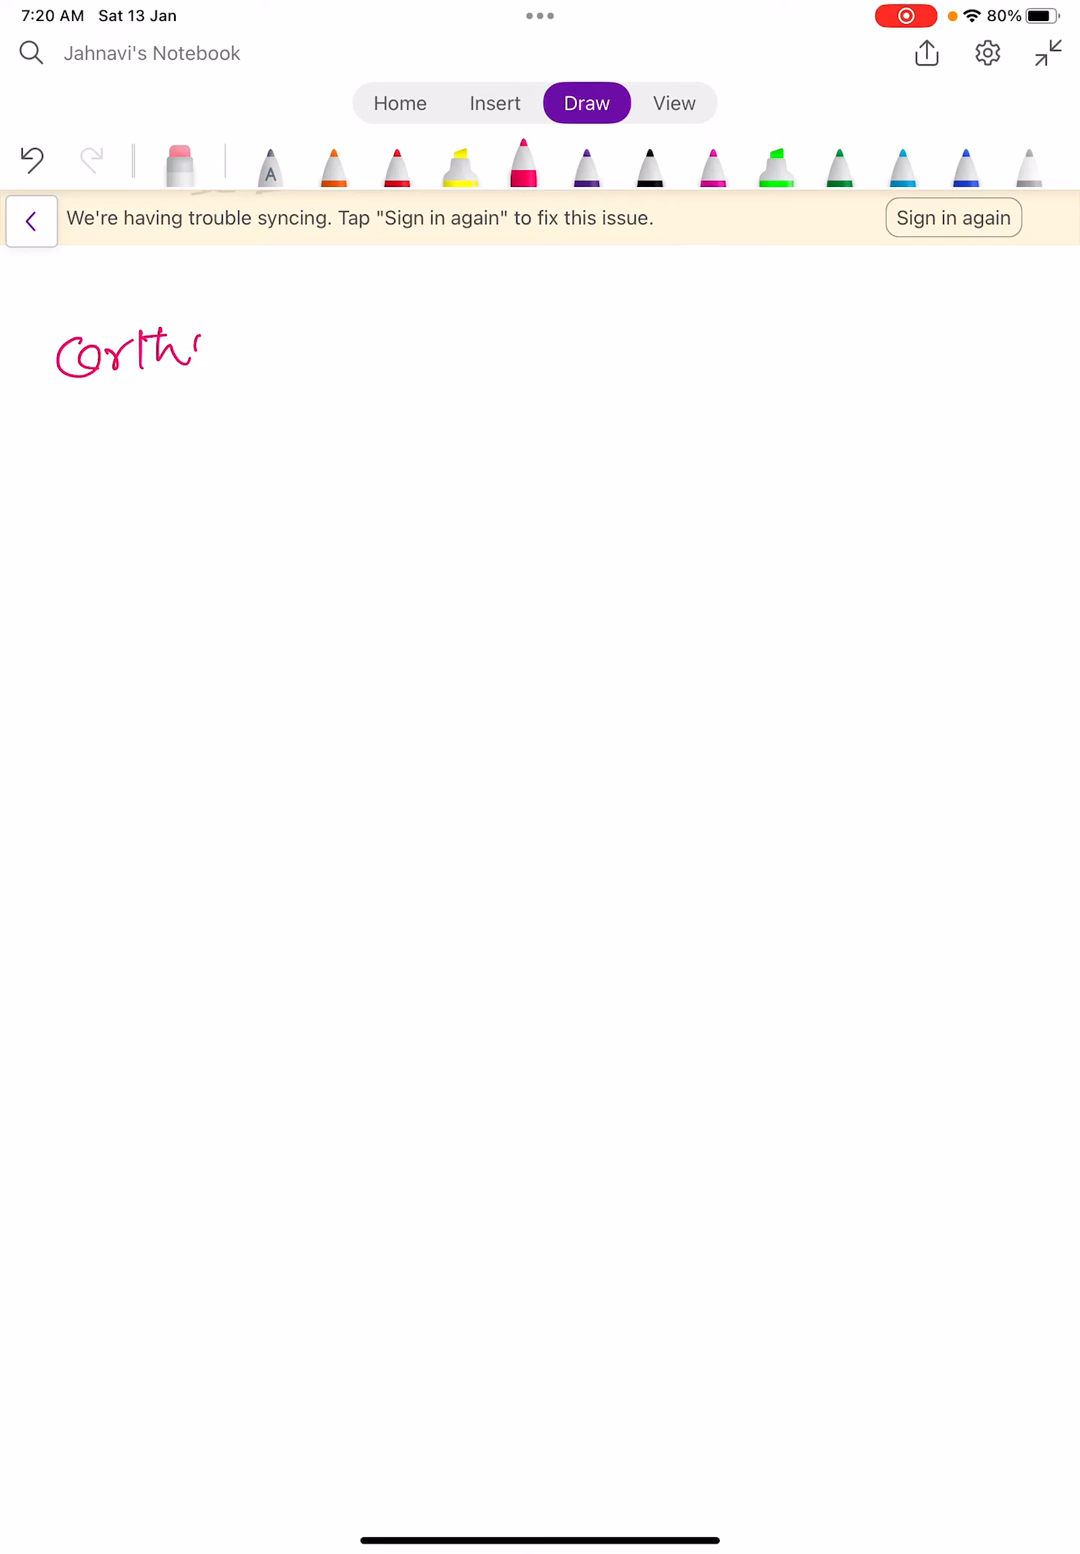 7:20 AM Sat 13 Jan
80%
Jahnavi's Notebook
Home Insert Draw View
A
We're having trouble syncing. Tap "Sign in again" to fix this issue. Sign in again